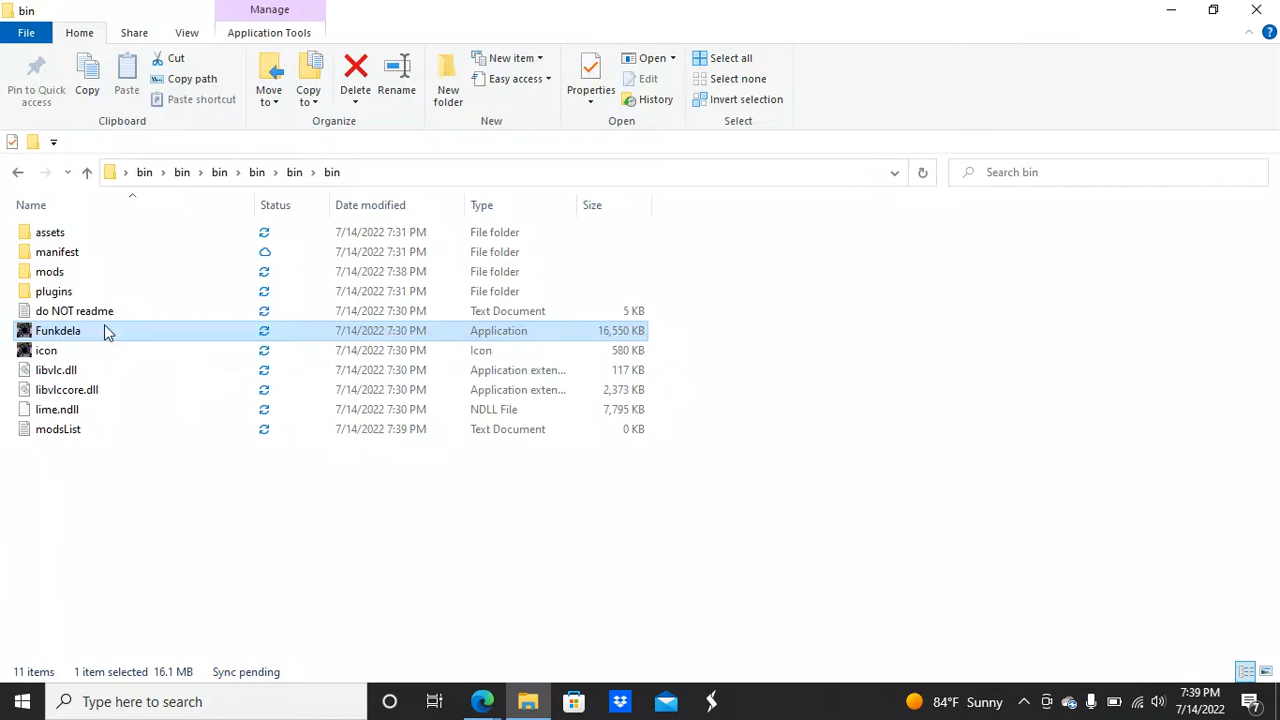 bin
Manage
File Home Share View Application Tools
Pin to Quick access
Copy
Paste
Cut
Copy path
Paste shortcut
Clipboard
Move to
Copy to
Delete
Rename
Organize
New folder
New item
Easy access
New
Properties
Open
Edit
History
Open
Select all
Select none
Invert selection
Select
bin bin bin bin bin bin
Search bin
Name Status Date modified Type Size
assets 7/14/2022 7:31 PM File folder
manifest 7/14/2022 7:31 PM File folder
mods 7/14/2022 7:38 PM File folder
plugins 7/14/2022 7:31 PM File folder
do NOT readme 7/14/2022 7:30 PM Text Document 5 KB
Funkdela 7/14/2022 7:30 PM Application 16,550 KB
icon 7/14/2022 7:30 PM Icon 580 KB
libvlc.dll 7/14/2022 7:30 PM Application exten... 117 KB
libvlccore.dll 7/14/2022 7:30 PM Application exten... 2,373 KB
lime.ndll 7/14/2022 7:30 PM NDLL File 7,795 KB
modsList 7/14/2022 7:39 PM Text Document 0 KB
11 items 1 item selected 16.1 MB Sync pending
Type here to search
84°F Sunny
7:39 PM
7/14/2022
7